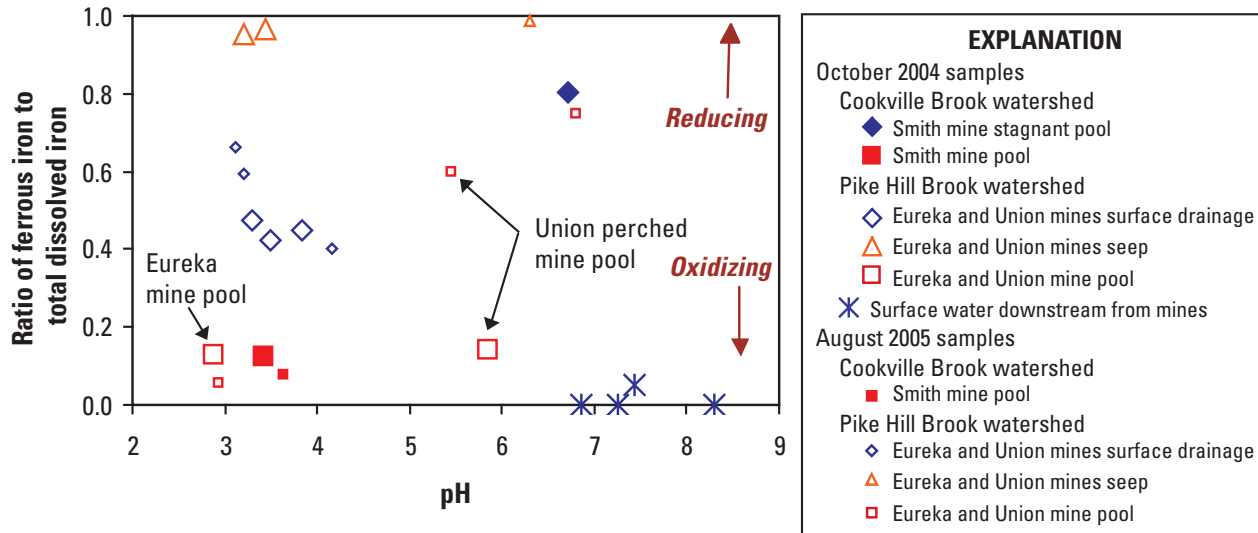 Ratio of ferrous iron to
total dissolved iron
1.0
0.8
0.6
0.4
0.2
0.0
2 3 4 5 6 7 8 9
pH
Reducing
Oxidizing
Union perched
mine pool
Eureka
mine pool
EXPLANATION
October 2004 samples
Cookville Brook watershed
Smith mine stagnant pool
Smith mine pool
Pike Hill Brook watershed
Eureka and Union mines surface drainage
Eureka and Union mines seep
Eureka and Union mine pool
Surface water downstream from mines
August 2005 samples
Cookville Brook watershed
Smith mine pool
Pike Hill Brook watershed
Eureka and Union mines surface drainage
Eureka and Union mines seep
Eureka and Union mine pool